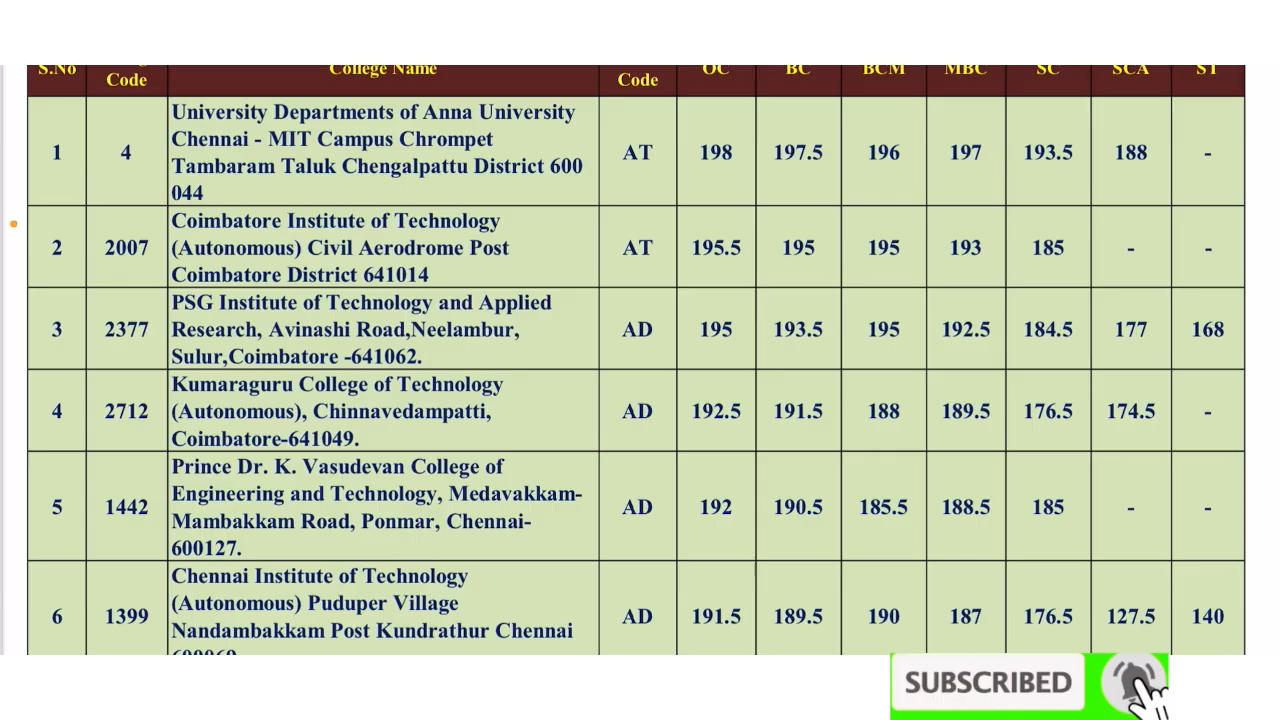 S.No Code College Name Code OC BC BCM MBC SC SCA ST
University Departments of Anna University
Chennai - MIT Campus Chrompet
1 4 AT 198 197.5 196 197 193.5 188 -
Tambaram Taluk Chengalpattu District 600
044
Coimbatore Institute of Technology
2 2007 (Autonomous) Civil Aerodrome Post AT 195.5 195 195 193 185 - -
Coimbatore District 641014
PSG Institute of Technology and Applied
3 2377 Research, Avinashi Road,Neelambur, AD 195 193.5 195 192.5 184.5 177 168
Sulur,Coimbatore -641062.
Kumaraguru College of Technology
4 2712 (Autonomous), Chinnavedampatti, AD 192.5 191.5 188 189.5 176.5 174.5 -
Coimbatore-641049.
Prince Dr. K. Vasudevan College of
Engineering and Technology, Medavakkam-
5 1442 AD 192 190.5 185.5 188.5 185 - -
Mambakkam Road, Ponmar, Chennai-
600127.
Chennai Institute of Technology
(Autonomous) Puduper Village
6 1399 AD 191.5 189.5 190 187 176.5 127.5 140
Nandambakkam Post Kundrathur Chennai
SUBSCRIBED